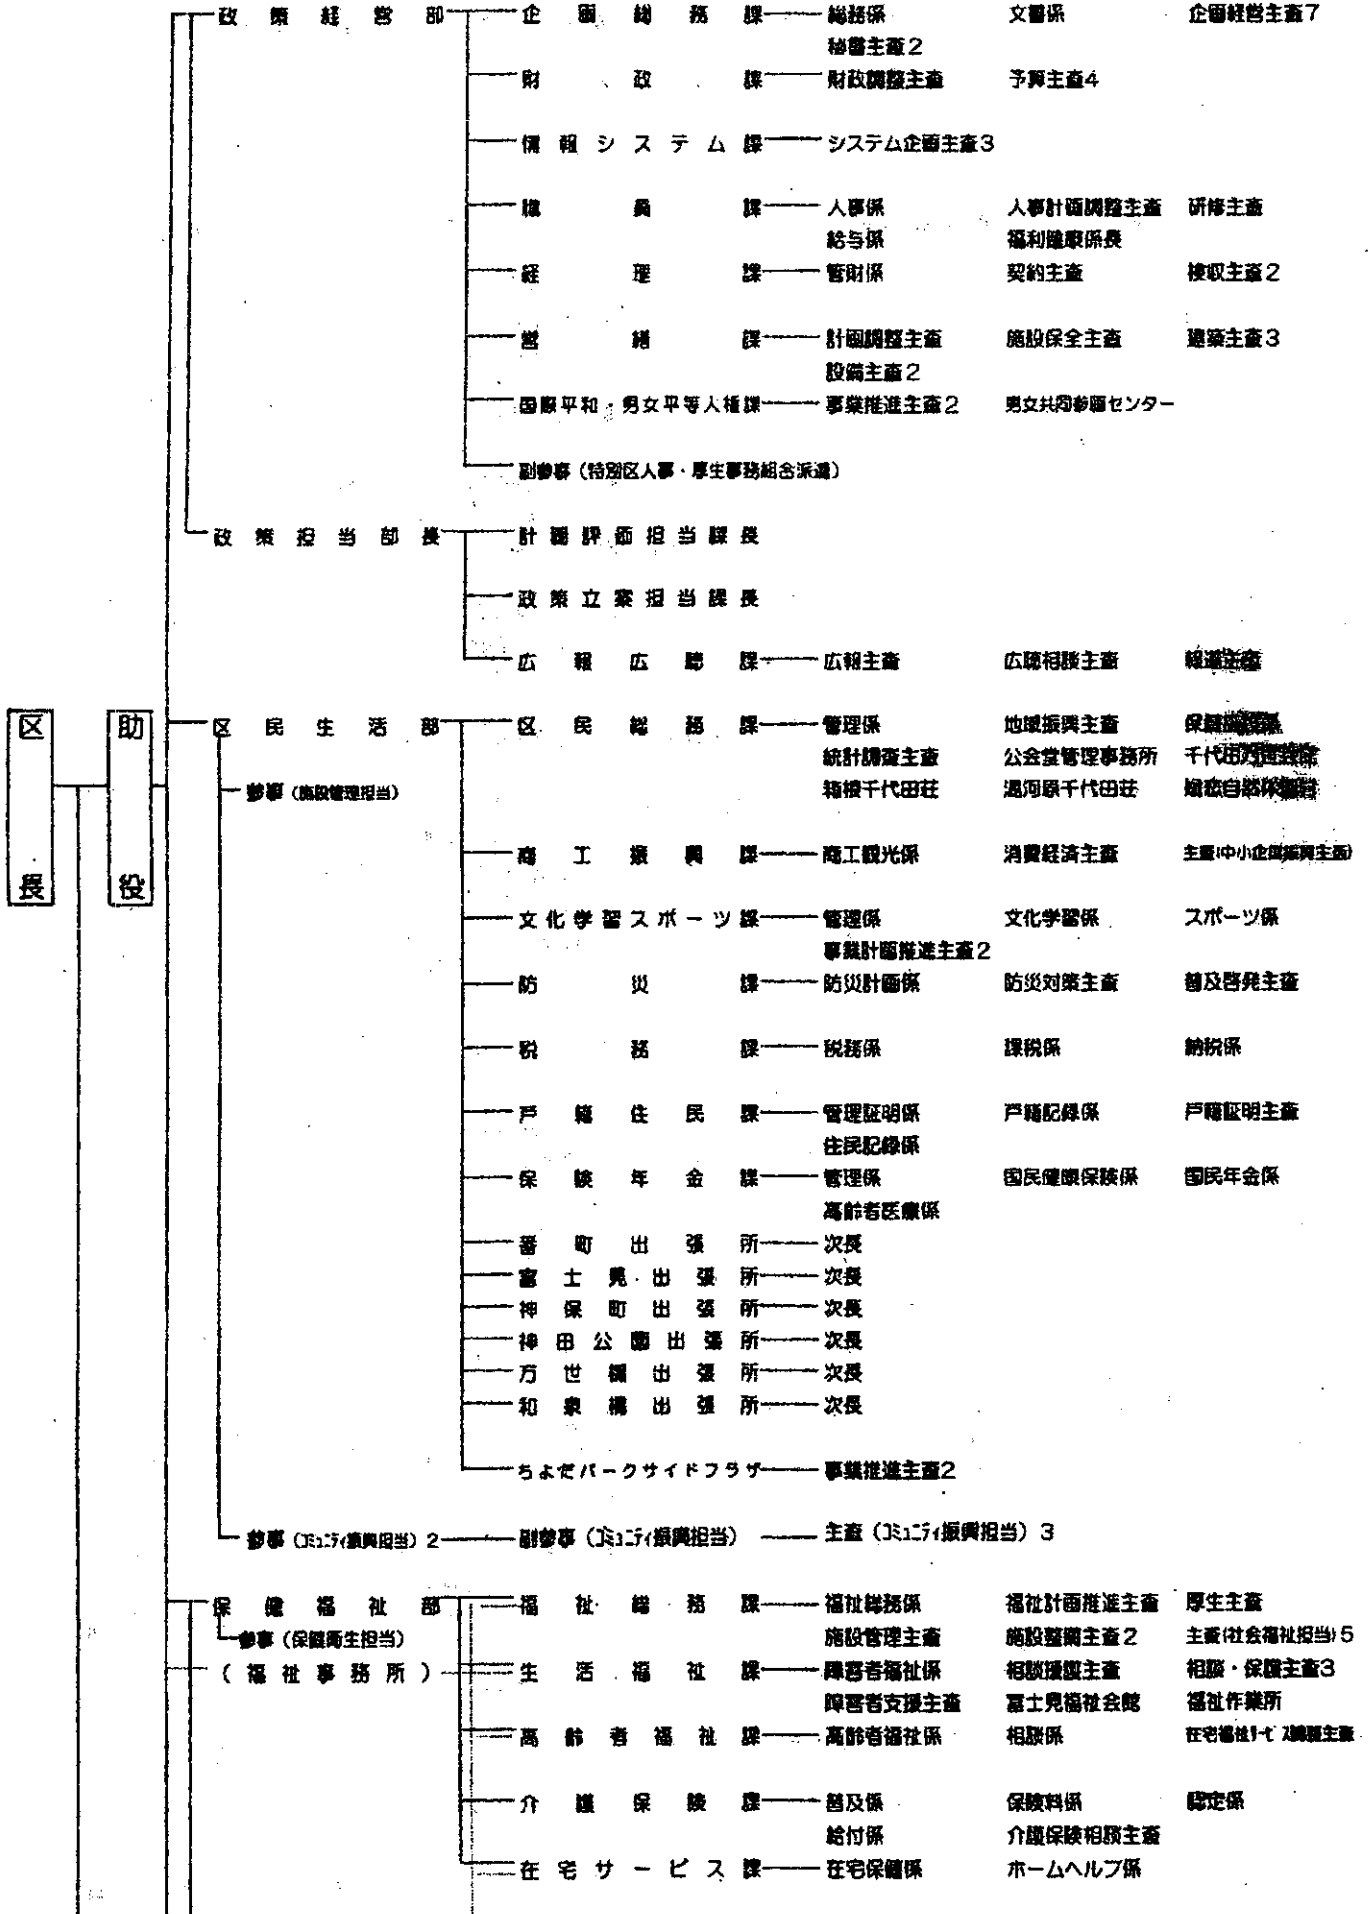 政策経営部 企画総務課 総務係 文書係 企画経営主査7
秘書主査2
財政課 財政調整主査 予算主査4
情報システム課 システム企画主査3
職員課 人事係 人事計画調整主査 研修主査
給与係 福利健康係長
経理課 管財係 契約主査 検収主査2
営繕課 計画調整主査 施設保全主査 建築主査3
設備主査2
国際平和・男女平等人権課 事業推進主査2 男女共同参画センター
副参事（特別区人事・厚生事務組合派遣）
政策担当部長 計画評価担当課長
政策立案担当課長
広報広聴課 広報主査 広聴相談主査 報道主査
区長 助役
区民生活部 区民総務課 管理係 地域振興主査
統計調査主査 公会堂管理事務所
参事（施設管理担当） 箱根千代田荘 湯河原千代田荘
商工振興課 商工観光係 消費経済主査 主査(中小企業振興主査)
文化学習スポーツ課 管理係 文化学習係 スポーツ係
事業計画推進主査2
防災課 防災計画係 防災対策主査 普及啓発主査
税務課 税務係 課税係 納税係
戸籍住民課 管理証明係 戸籍記録係 戸籍証明主査
住民記録係
保険年金課 管理係 国民健康保険係 国民年金係
高齢者医療係
番町出張所 次長
富士見出張所 次長
神保町出張所 次長
神田公園出張所 次長
万世橋出張所 次長
和泉橋出張所 次長
ちよだパークサイドプラザ 事業推進主査2
参事（コミュニティ振興担当）2 副参事（コミュニティ振興担当） 主査（コミュニティ振興担当）3
保健福祉部 福祉総務課 福祉総務係 福祉計画推進主査 厚生主査
参事（保健衛生担当） 施設管理主査 施設整備主査2 主査(社会福祉担当)5
（福祉事務所） 生活福祉課 障害者福祉係 相談援護主査 相談・保護主査3
障害者支援主査 富士見福祉会館 福祉作業所
高齢者福祉課 高齢者福祉係 相談係 在宅福祉サービス調整主査
介護保険課 普及係 保険料係 認定係
給付係 介護保険相談主査
在宅サービス課 在宅保健係 ホームヘルプ係